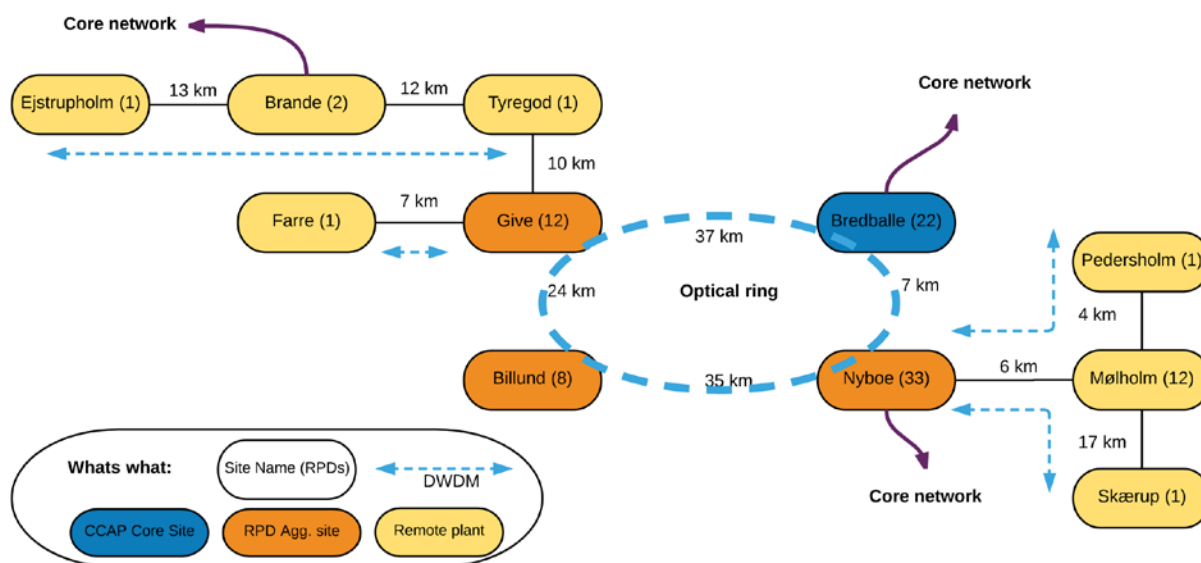 Core network
Ejstrupholm (1)
13 km
Brande (2)
12 km
Tyregod (1)
10 km
Farre (1)
7 km
Give (12)
Core network
Bredballe (22)
37 km
24 km
Optical ring
7 km
Pedersholm (1)
4 km
Billund (8)
35 km
Nyboe (33)
6 km
Mølholm (12)
17 km
Core network
Skærup (1)
Whats what:
Site Name (RPDs)
DWDM
CCAP Core Site
RPD Agg. site
Remote plant